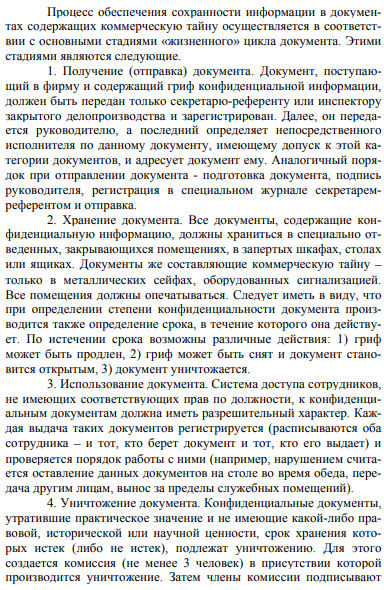 Процесс обеспечения сохранности информации в докумен-
тах содержащих коммерческую тайну осуществляется в соответст-
вии с основными стадиями «жизненного» цикла документа. Этими
стадиями являются следующие.
1. Получение (отправка) документа. Документ, поступаю-
щий в фирму и содержащий гриф конфиденциальной информации,
должен быть передан только секретарю-референту или инспектору
закрытого делопроизводства и зарегистрирован. Далее, он переда-
ется руководителю, а последний определяет непосредственного
исполнителя по данному документу, имеющему допуск к этой ка-
тегории документов, и адресует документ ему. Аналогичный поря-
док при отправлении документа - подготовка документа, подпись
руководителя, регистрация в специальном журнале секретарем-
референтом и отправка.
2. Хранение документа. Все документы, содержащие кон-
фиденциальную информацию, должны храниться в специально от-
веденных, закрывающихся помещениях, в запертых шкафах, столах
или ящиках. Документы же составляющие коммерческую тайну –
только в металлических сейфах, оборудованных сигнализацией.
Все помещения должны опечатываться. Следует иметь в виду, что
при определении степени конфиденциальности документа произ-
водится также определение срока, в течение которого она действу-
ет. По истечении срока возможны различные действия: 1) гриф
может быть продлен, 2) гриф может быть снят и документ стано-
вится открытым, 3) документ уничтожается.
3. Использование документа. Система доступа сотрудников,
не имеющих соответствующих прав по должности, к конфиденци-
альным документам должна иметь разрешительный характер. Каж-
дая выдача таких документов регистрируется (расписываются оба
сотрудника – и тот, кто берет документ и тот, кто его выдает) и
проверяется порядок работы с ними (например, нарушением счита-
ется оставление данных документов на столе во время обеда, пере-
дача другим лицам, вынос за пределы служебных помещений).
4. Уничтожение документа. Конфиденциальные документы,
утратившие практическое значение и не имеющие какой-либо пра-
вовой, исторической или научной ценности, срок хранения кото-
рых истек (либо не истек), подлежат уничтожению. Для этого
создается комиссия (не менее 3 человек) в присутствии которой
производится уничтожение. Затем члены комиссии подписывают